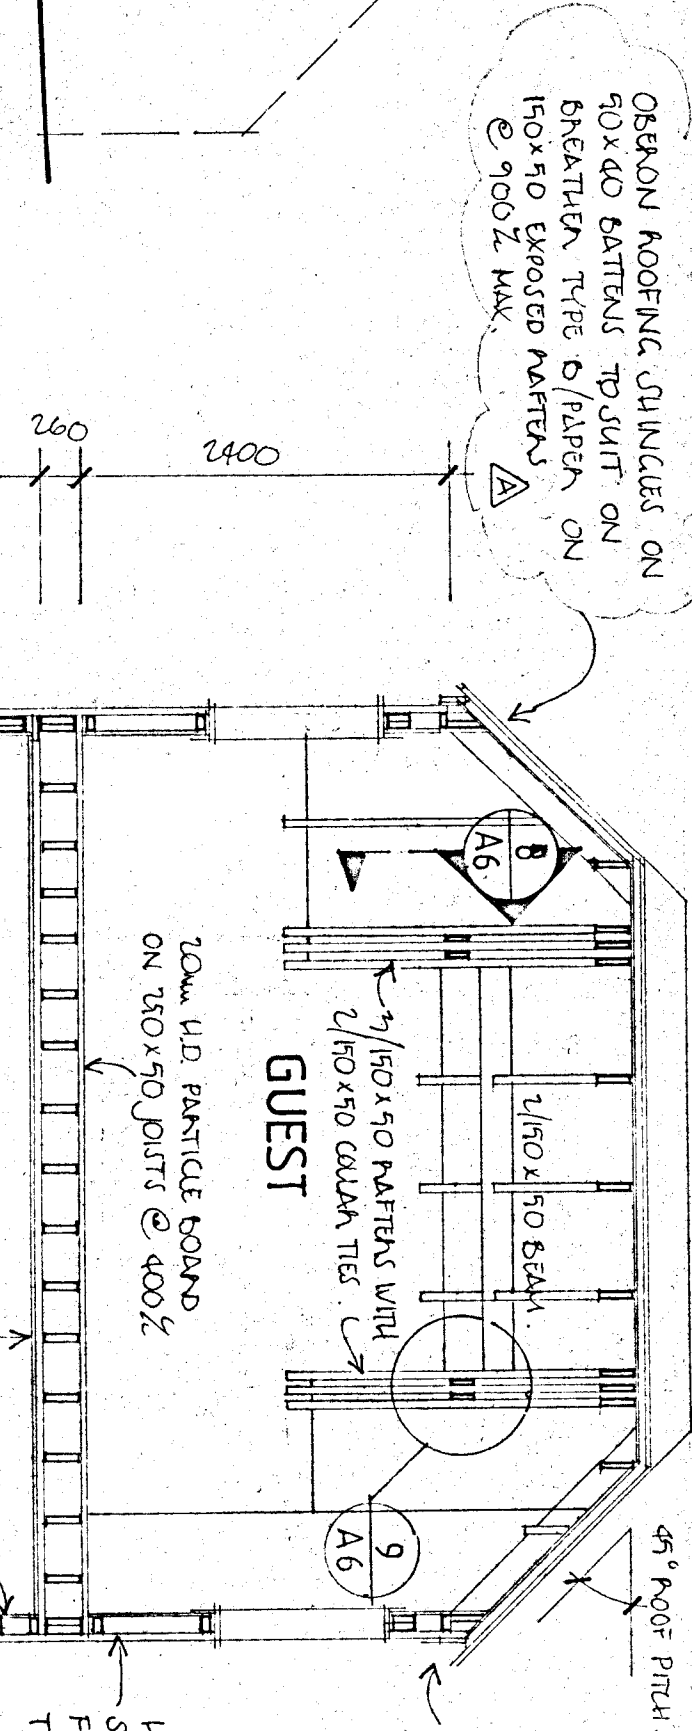 OBERON ROOFING SHINGLES ON
50x40 BATTENS TO SUIT ON
BREATHER TYPE B/PAPER ON
150x50 EXPOSED RAFTERS
@ 900% MAX.
A
260
2400
8
A6
3/150x50 RAFTERS WITH
2/150x50 COLLAR TIES.
2/150x50 BEAM.
GUEST
20mm H.D. PARTICLE BOARD
ON 250x50 JOISTS @ 400%
9
A6
45° ROOF PITCH
S
F
T